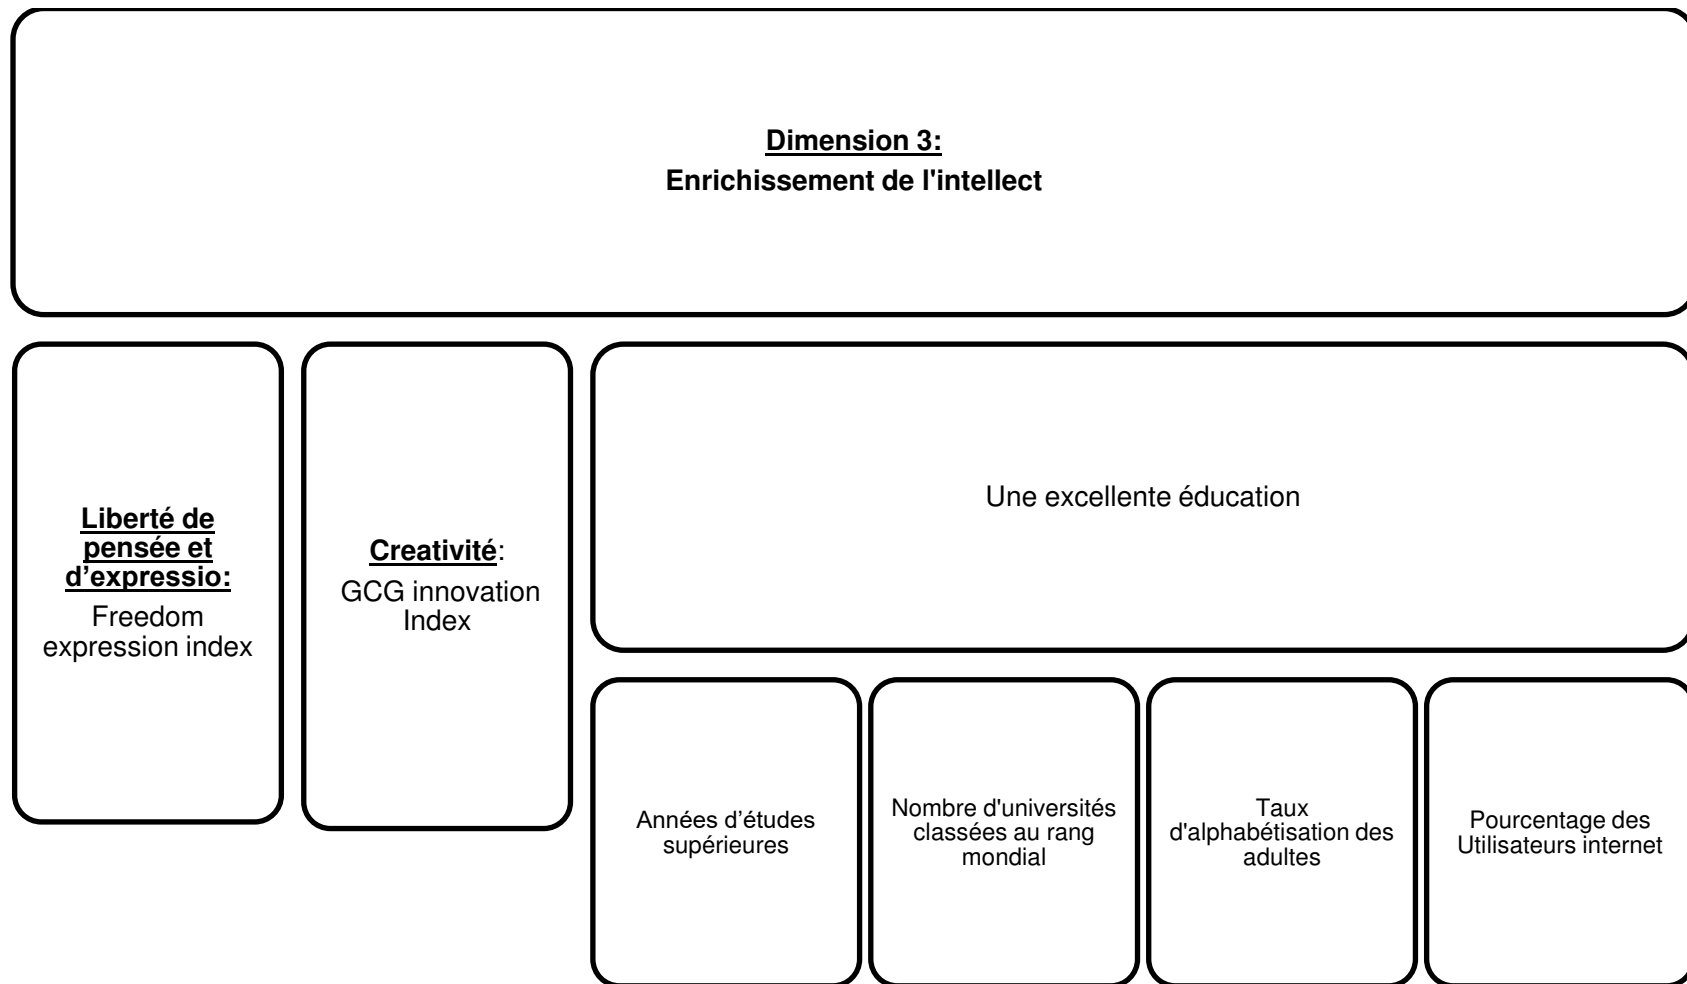 Dimension 3:
Enrichissement de l'intellect
Liberté de
pensée et
d’expressio:
Freedom
expression index
Creativité:
GCG innovation
Index
Une excellente éducation
Années d’études
supérieures
Nombre d'universités
classées au rang
mondial
Taux
d'alphabétisation des
adultes
Pourcentage des
Utilisateurs internet